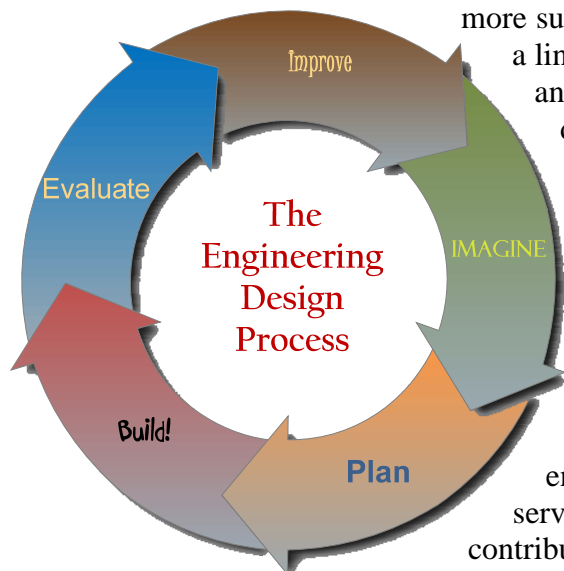 more su
a lin
an
Improve
Evaluate
IMAGINE
The
Engineering
Design
Process
Build!
Plan
er
serv
contribu